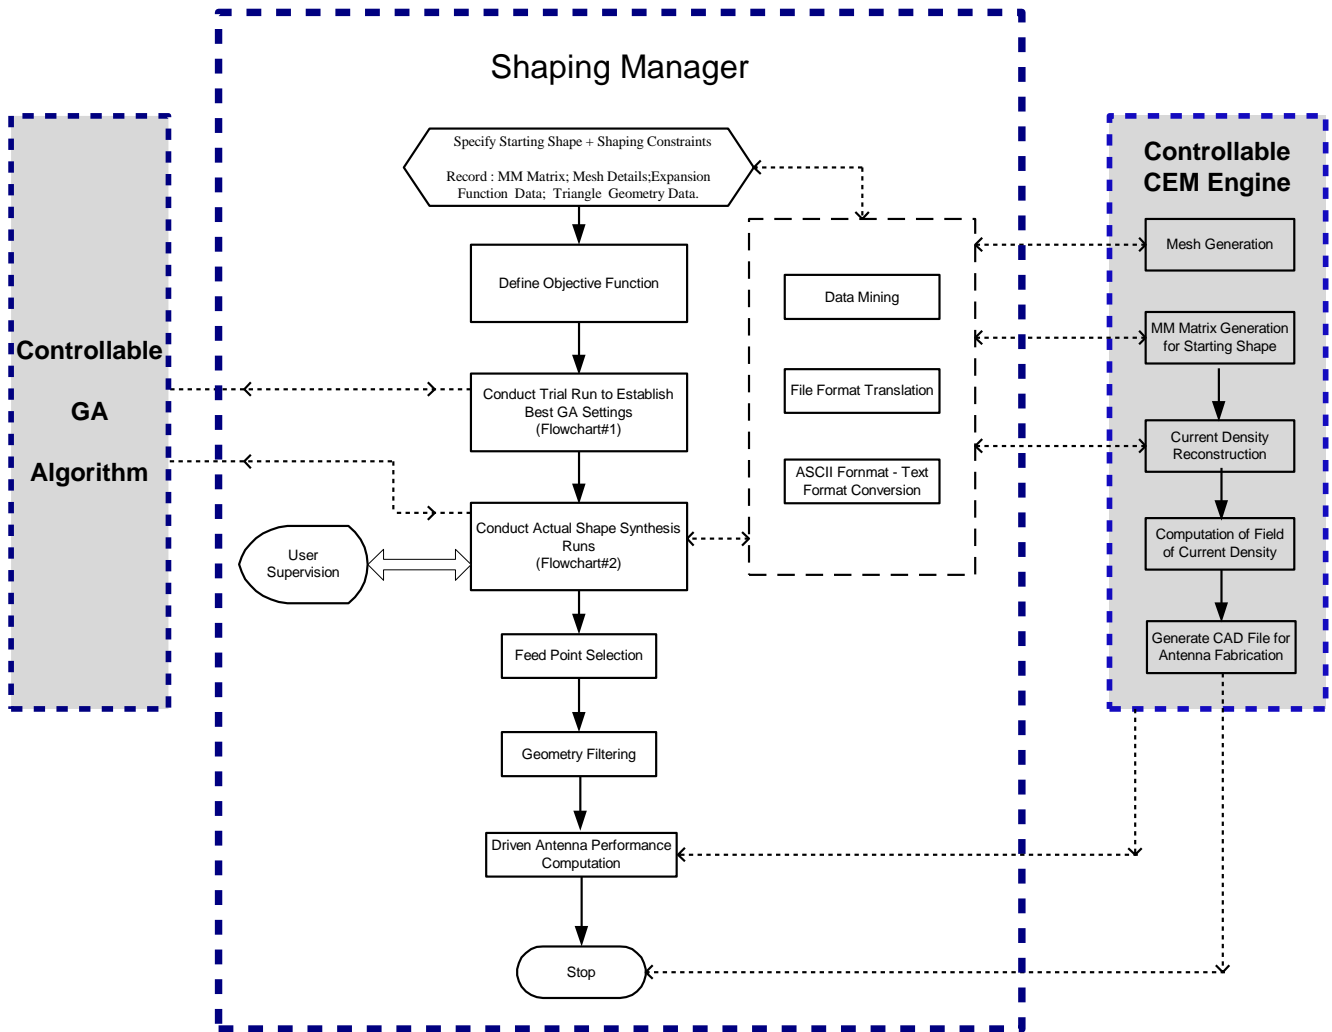 Shaping Manager
Specify Starting Shape + Shaping Constraints
Record : MM Matrix; Mesh Details;Expansion
Function Data; Triangle Geometry Data.
Define Objective Function
Conduct Trial Run to Establish
Best GA Settings
(Flowchart#1)
Conduct Actual Shape Synthesis
Runs
(Flowchart#2)
User
Supervision
Feed Point Selection
Geometry Filtering
Driven Antenna Performance
Computation
Stop
Controllable
GA
Algorithm
Data Mining
File Format Translation
ASCII Fornmat - Text
Format Conversion
Controllable
CEM Engine
Mesh Generation
MM Matrix Generation
for Starting Shape
Current Density
Reconstruction
Computation of Field
of Current Density
Generate CAD File for
Antenna Fabrication